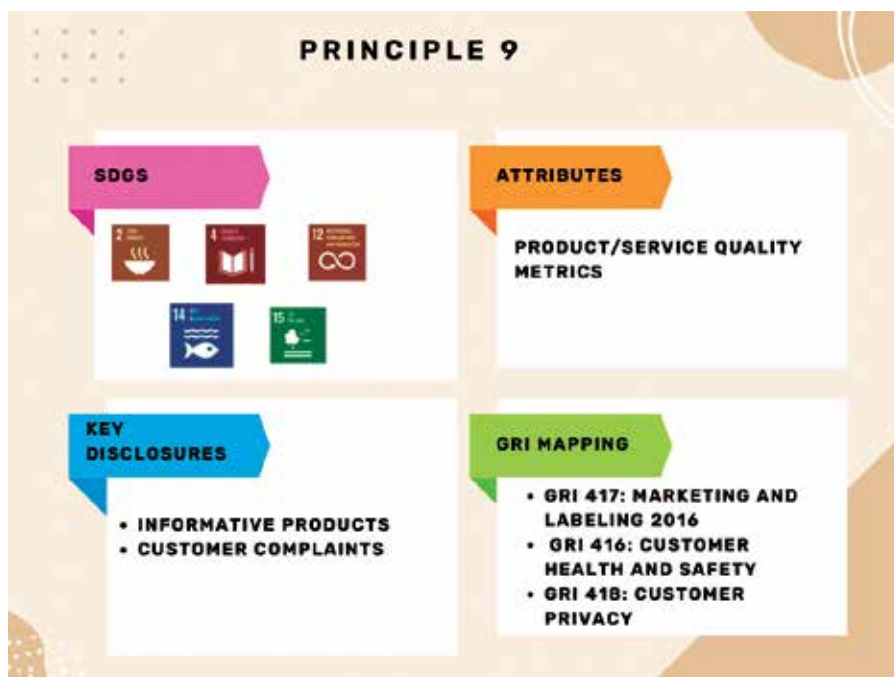 PRINCIPLE 9
SDGS
2
4
12
14
15
ATTRIBUTES
PRODUCT/SERVICE QUALITY
METRICS
KEY
DISCLOSURES
• INFORMATIVE PRODUCTS
• CUSTOMER COMPLAINTS
GRI MAPPING
• GRI 417: MARKETING AND
LABELING 2016
• GRI 416: CUSTOMER
HEALTH AND SAFETY
• GRI 418: CUSTOMER
PRIVACY